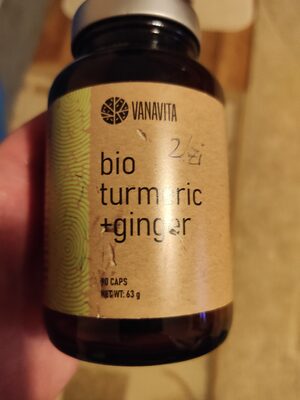 VANAVITA
bio
turmeric
+ginger
90 CAPS
NET WT: 63 g